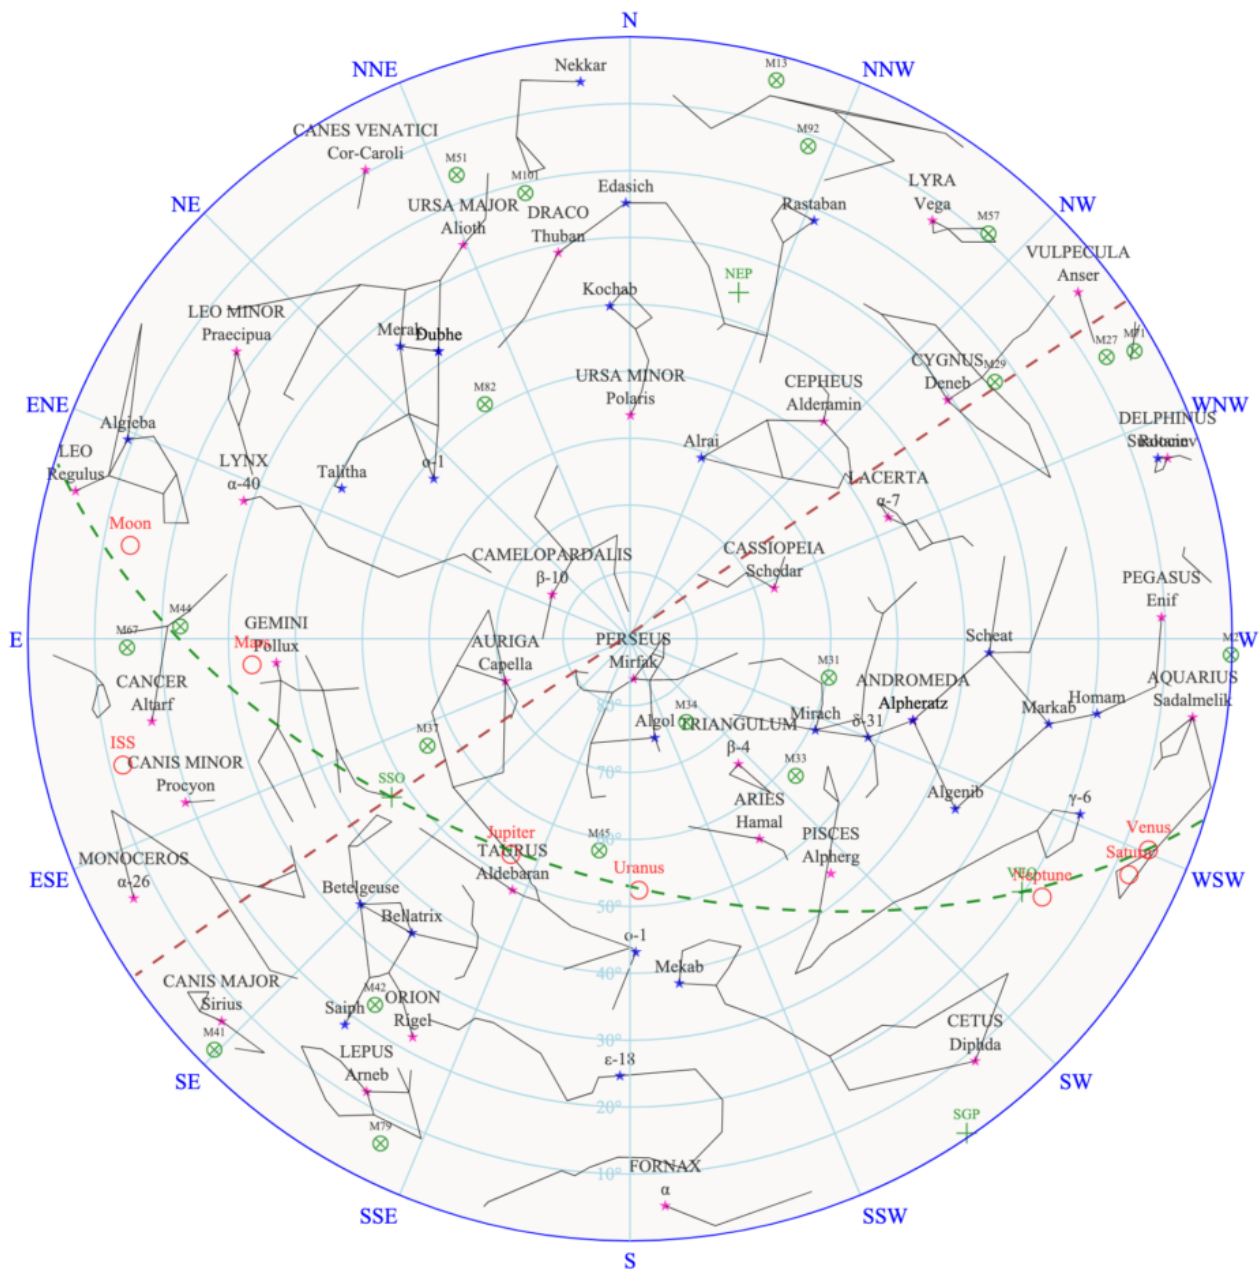 N
NNE
NNW
Nekkar
M13
CANES VENATICI
Cor-Caroli
M51
M101
M92
NE
NW
URSA MAJOR
Alioth
DRACO
Thuban
Edasich
Rastaban
LYRA
Vega
M57
VULPECULA
Anser
NEP
Kochab
LEO MINOR
Praecipua
Merak
Dubhe
M27
M71
CYGNUS
Deneb
M29
M82
URSA MINOR
Polaris
CEPHEUS
Alderamin
ENE
WNW
Algieba
DELPHINUS
Rotanev
LEO
Regulus
LYNX
α-40
Talitha
ο-1
Alrai
LACERTA
α-7
Moon
CAMELOPARDALIS
β-10
CASSIOPEIA
Schedar
PEGASUS
Enif
M44
E
M67
Mars
GEMINI
Pollux
AURIGA
Capella
PERSEUS
Mirfak
Scheat
M2
W
M31
CANCER
Altarf
ANDROMEDA
Alpheratz
AQUARIUS
Sadalmelik
80°
M34
Algol
TRIANGULUM
β-4
Mirach
δ-31
Markab
Homam
M37
ISS
CANIS MINOR
Procyon
SSO
70°
M33
ARIES
Hamal
Algenib
γ-6
PISCES
Alpherg
Jupiter
TAURUS
Aldebaran
M45
60°
Uranus
Venus
Saturn
VEQ
Neptune
MONOCEROS
α-26
ESE
WSW
Betelgeuse
Bellatrix
50°
ο-1
Mekab
40°
CANIS MAJOR
Sirius
M41
Saiph
M42
ORION
Rigel
CETUS
Diphda
30°
LEPUS
Arneb
ε-18
SE
SW
20°
M79
SGP
10°
FORNAX
α
SSE
SSW
S